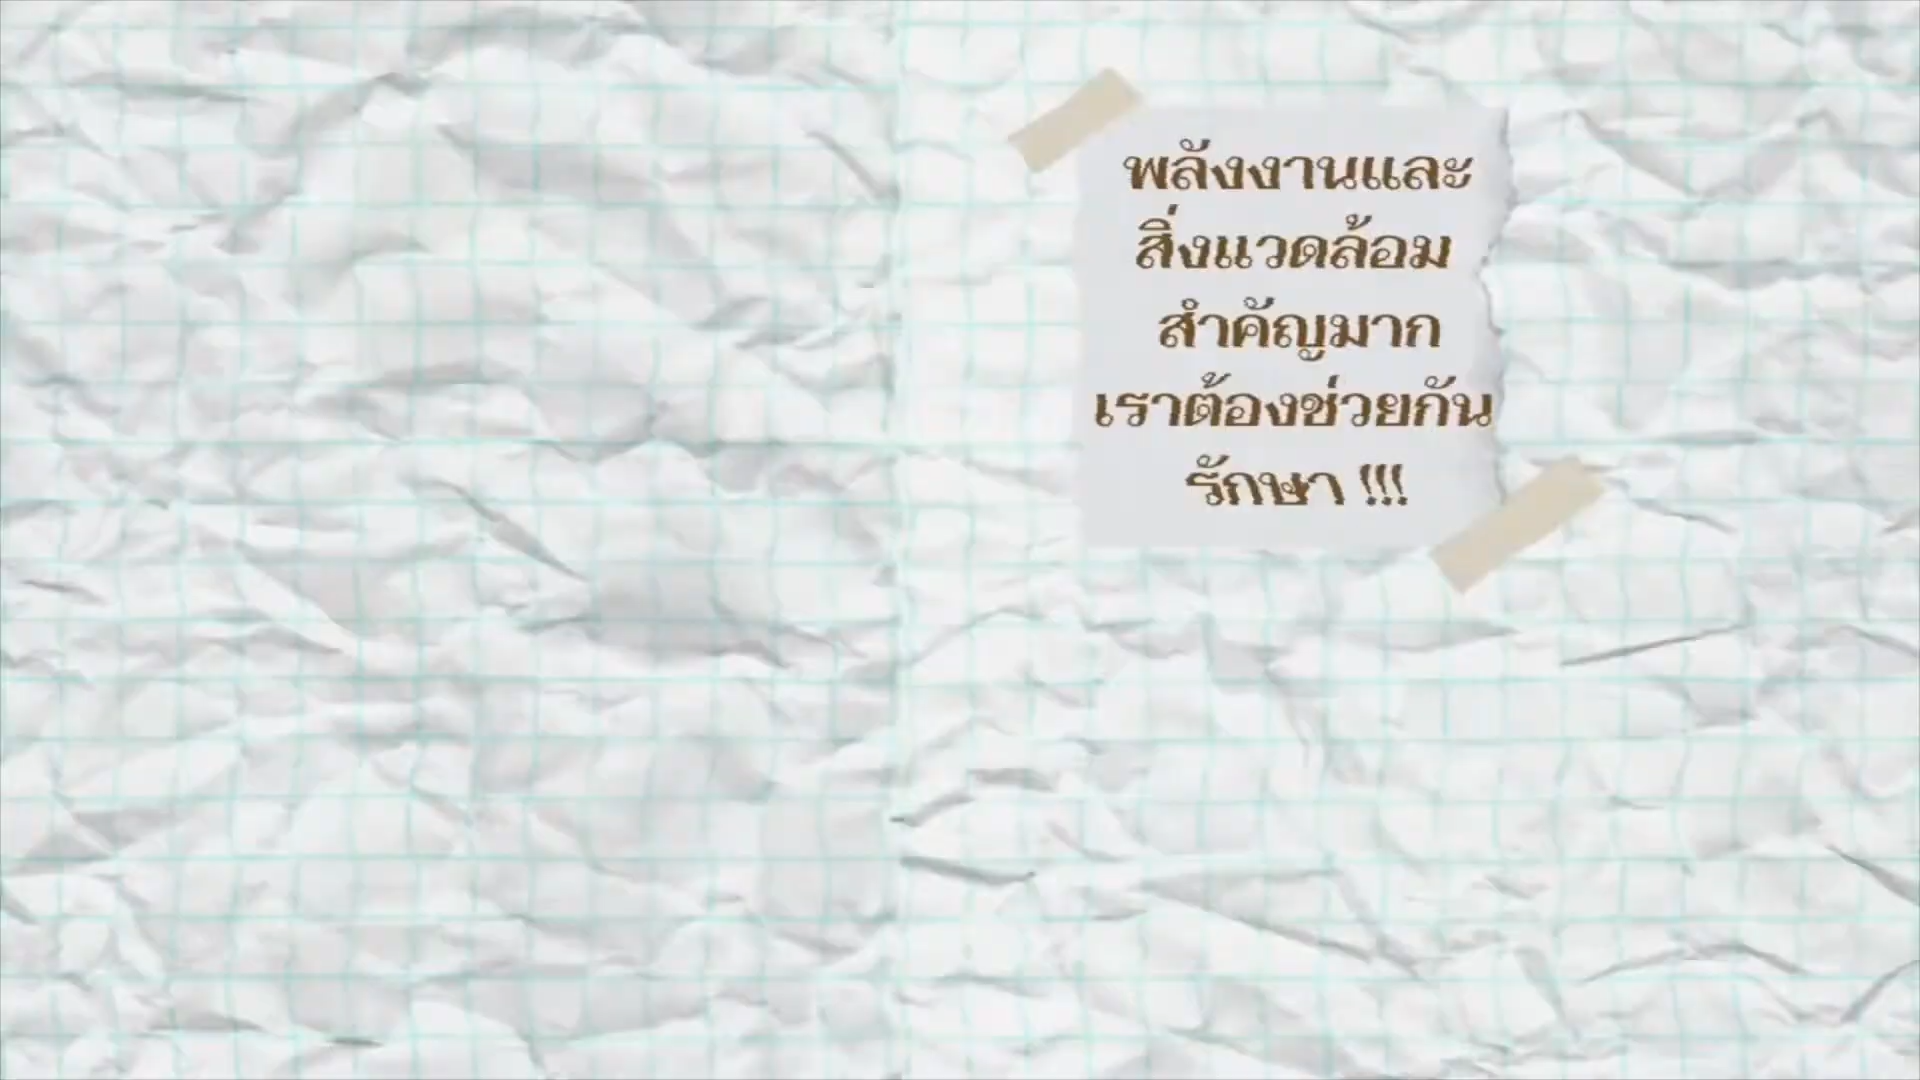 พลังงานและ
สิ่งแวดล้อม
สำคัญมาก
เราต้องช่วยกัน
รักษา !!!